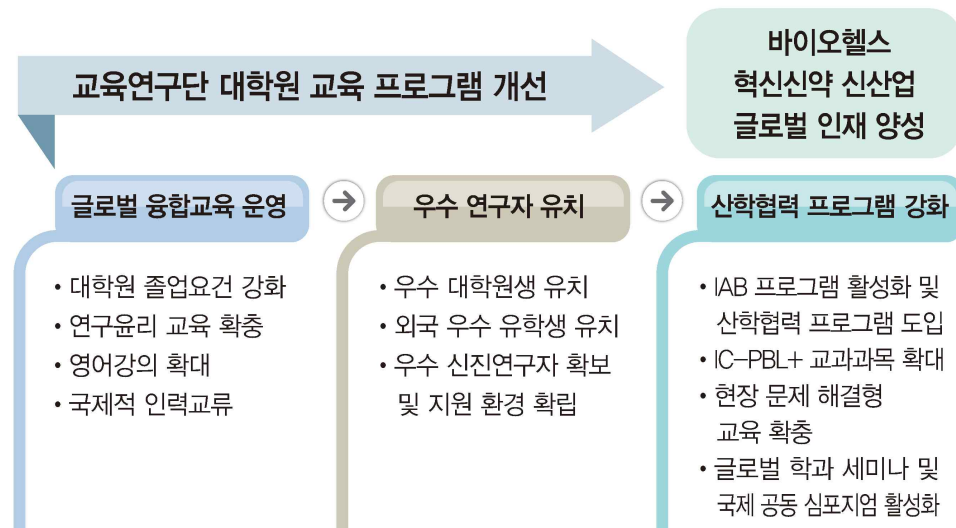 교육연구단 대학원 교육 프로그램 개선
바이오헬스
혁신신약 신산업
글로벌 인재 양성
글로벌 융합교육 운영
• 대학원 졸업요건 강화
• 연구윤리 교육 확충
• 영어강의 확대
• 국제적 인력교류
우수 연구자 유치
• 우수 대학원생 유치
• 외국 우수 유학생 유치
• 우수 신진연구자 확보
및 지원 환경 확립
산학협력 프로그램 강화
• IAB 프로그램 활성화 및
산학협력 프로그램 도입
• IC-PBL+ 교과과목 확대
• 현장 문제 해결형
교육 확충
• 글로벌 학과 세미나 및
국제 공동 심포지엄 활성화